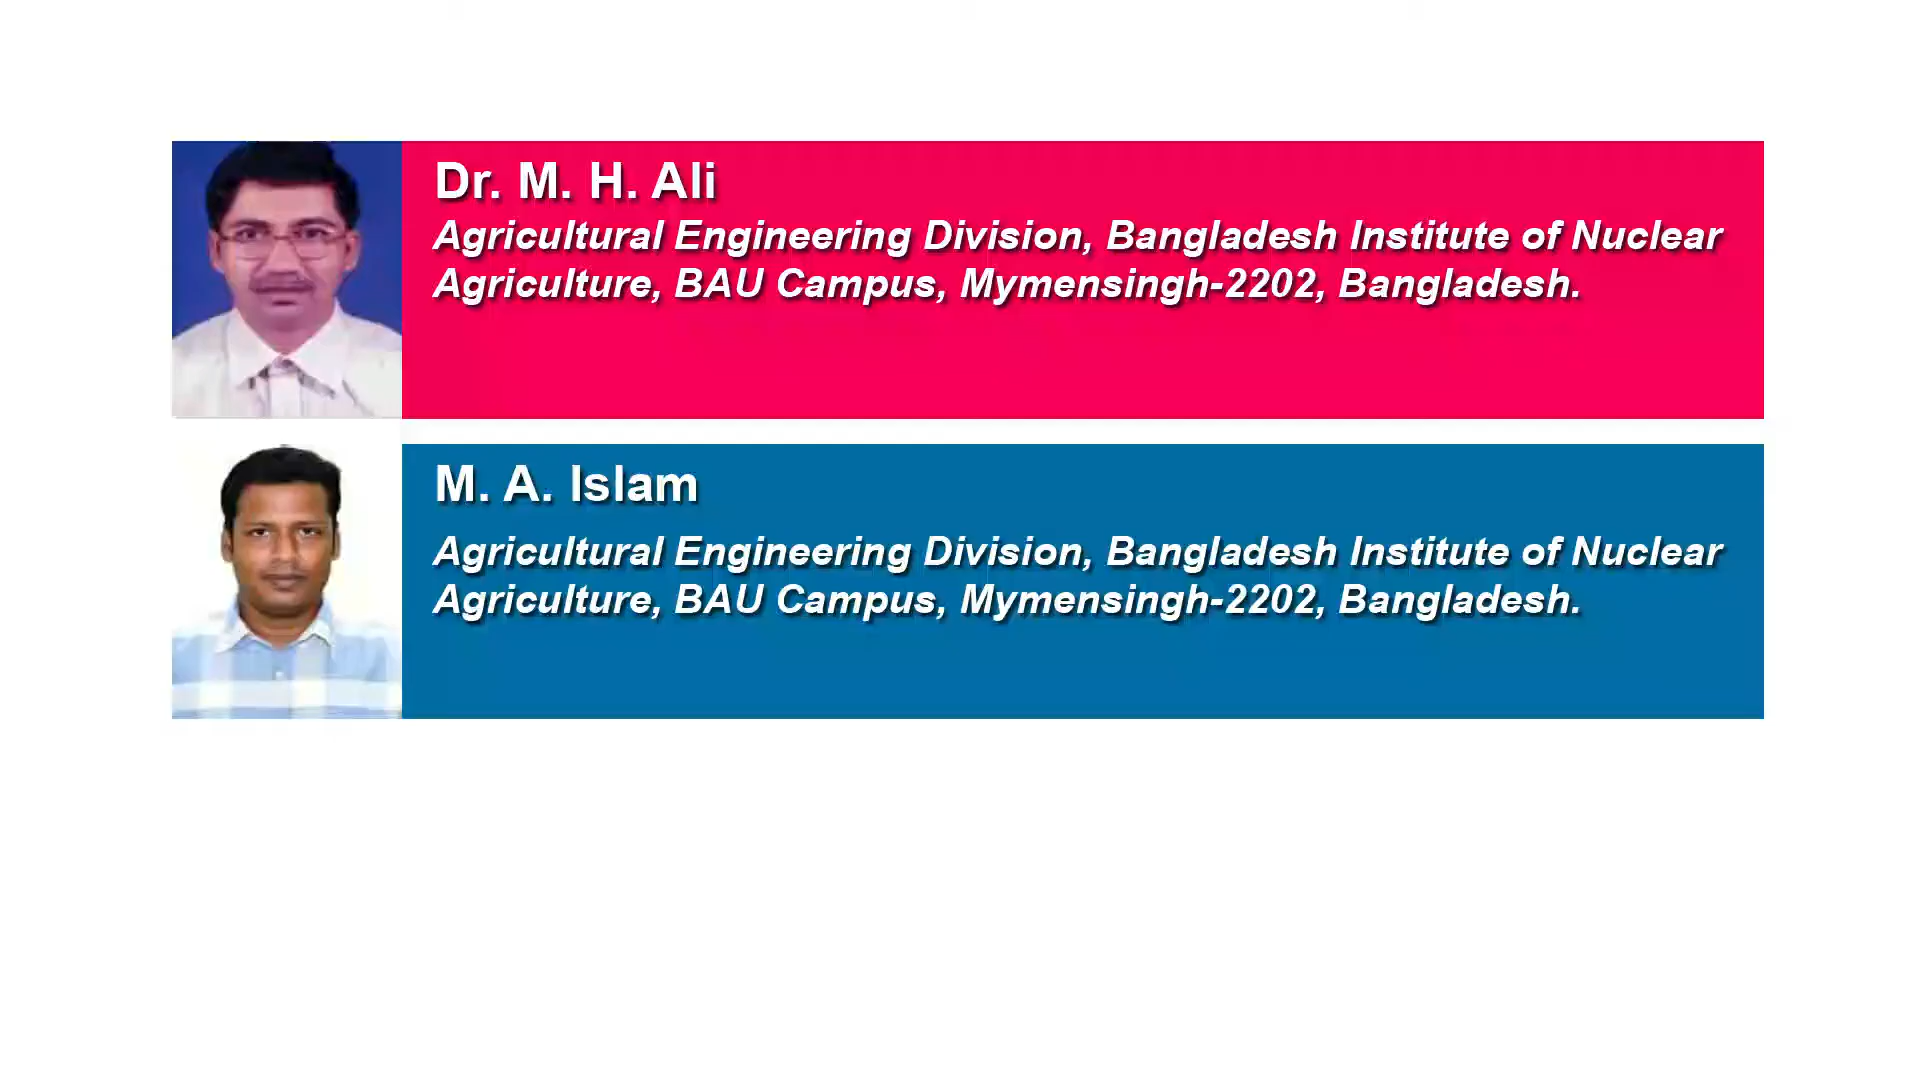 Dr. M. H. Ali
Agricultural Engineering Division, Bangladesh Institute of Nuclear
Agriculture, BAU Campus, Mymensingh-2202, Bangladesh.
M. A. Islam
Agricultural Engineering Division, Bangladesh Institute of Nuclear
Agriculture, BAU Campus, Mymensingh-2202, Bangladesh.